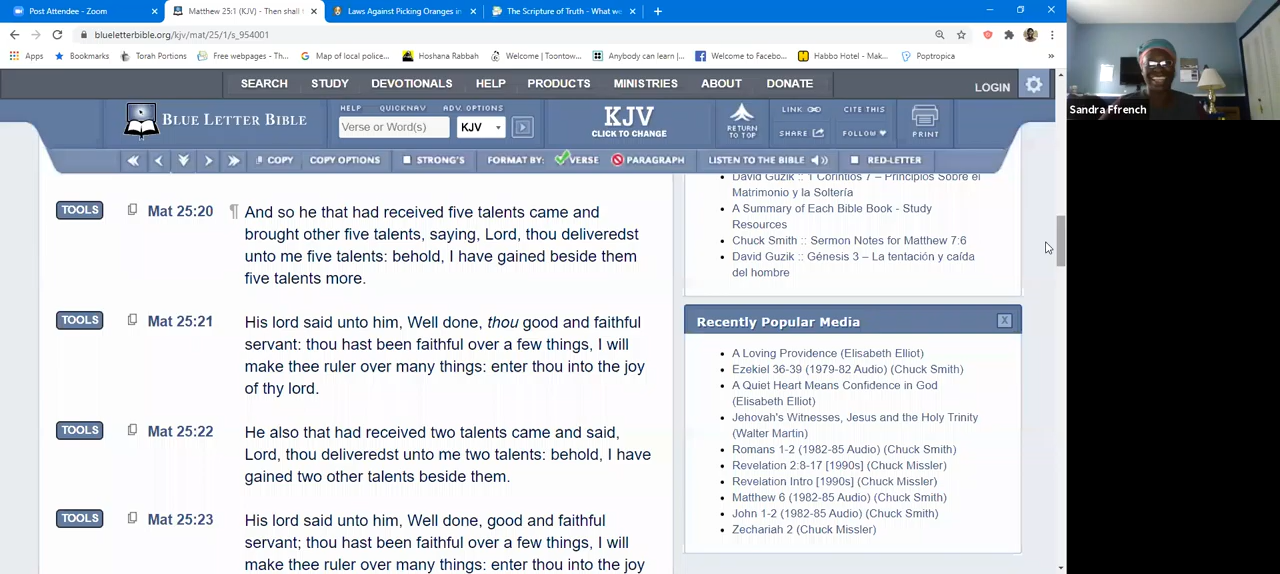 Post Attendee - Zoom
Matthew 25:1 (KJV) - Then shall t
Laws Against Picking Oranges in
The Scripture of Truth - What we
blueletterbible.org/kjv/mat/25/1/s_954001
Apps
Bookmarks
Torah Portions
Free webpages - Th...
Map of local police...
Hoshana Rabbah
Welcome | Toontow...
Anybody can learn |...
Welcome to Faceboo...
Habbo Hotel - Mak...
Poptropica
Sandra Ffrench
SEARCH
STUDY
DEVOTIONALS
HELP
PRODUCTS
MINISTRIES
ABOUT
DONATE
LOGIN
BLUE LETTER BIBLE
HELP
QUICKNAV
ADV. OPTIONS
Verse or Word(s)
KJV
KJV
CLICK TO CHANGE
RETURN
TO TOP
LINK
CITE THIS
SHARE
FOLLOW
PRINT
COPY
COPY OPTIONS
STRONG'S
FORMAT BY:
VERSE
PARAGRAPH
LISTEN TO THE BIBLE
RED-LETTER
TOOLS
Mat 25:20
¶ And so he that had received five talents came and
brought other five talents, saying, Lord, thou deliveredst
unto me five talents: behold, I have gained beside them
five talents more.
TOOLS
Mat 25:21
His lord said unto him, Well done, thou good and faithful
servant: thou hast been faithful over a few things, I will
make thee ruler over many things: enter thou into the joy
of thy lord.
TOOLS
Mat 25:22
He also that had received two talents came and said,
Lord, thou deliveredst unto me two talents: behold, I have
gained two other talents beside them.
TOOLS
Mat 25:23
His lord said unto him, Well done, good and faithful
servant; thou hast been faithful over a few things, I will
make thee ruler over many things: enter thou into the joy
David Guzik :: 1 Corintios 7 – Principios Sobre el
Matrimonio y la Soltería
A Summary of Each Bible Book - Study
Resources
Chuck Smith :: Sermon Notes for Matthew 7:6
David Guzik :: Génesis 3 – La tentación y caída
del hombre
Recently Popular Media
A Loving Providence (Elisabeth Elliot)
Ezekiel 36-39 (1979-82 Audio) (Chuck Smith)
A Quiet Heart Means Confidence in God
(Elisabeth Elliot)
Jehovah's Witnesses, Jesus and the Holy Trinity
(Walter Martin)
Romans 1-2 (1982-85 Audio) (Chuck Smith)
Revelation 2:8-17 [1990s] (Chuck Missler)
Revelation Intro [1990s] (Chuck Missler)
Matthew 6 (1982-85 Audio) (Chuck Smith)
John 1-2 (1982-85 Audio) (Chuck Smith)
Zechariah 2 (Chuck Missler)